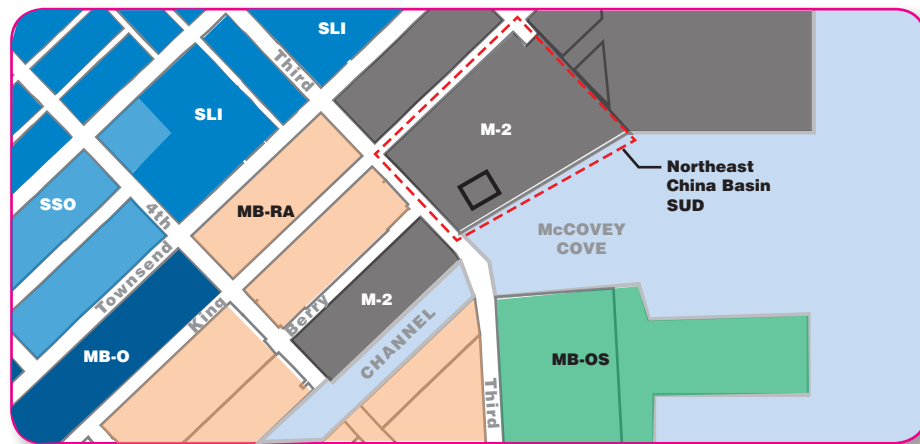 SLI
Third
SLI
M-2
Northeast
China Basin
SUD
SSO
4th
MB-RA
McCOVEY
COVE
Townsend
King
Berry
M-2
CHANNEL
MB-O
MB-OS
Third